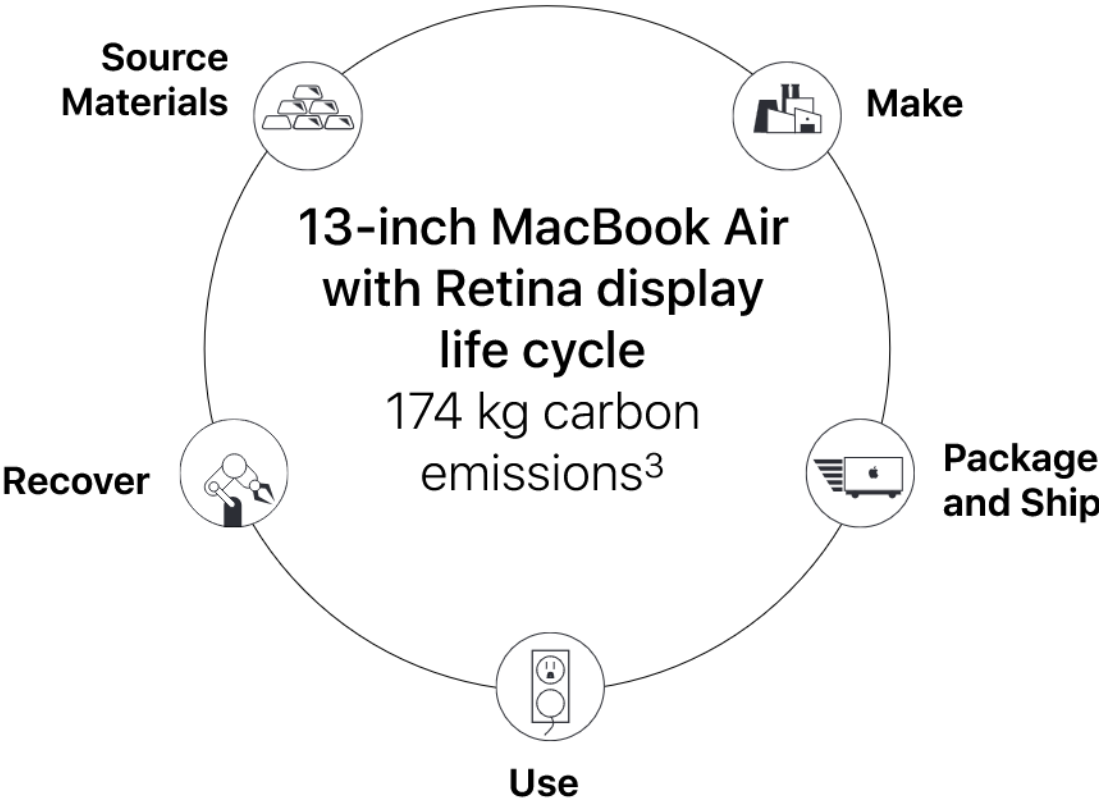 Source
Materials
Make
13-inch MacBook Air
with Retina display
life cycle
174 kg carbon
emissions³
Recover
Package
and Ship
Use